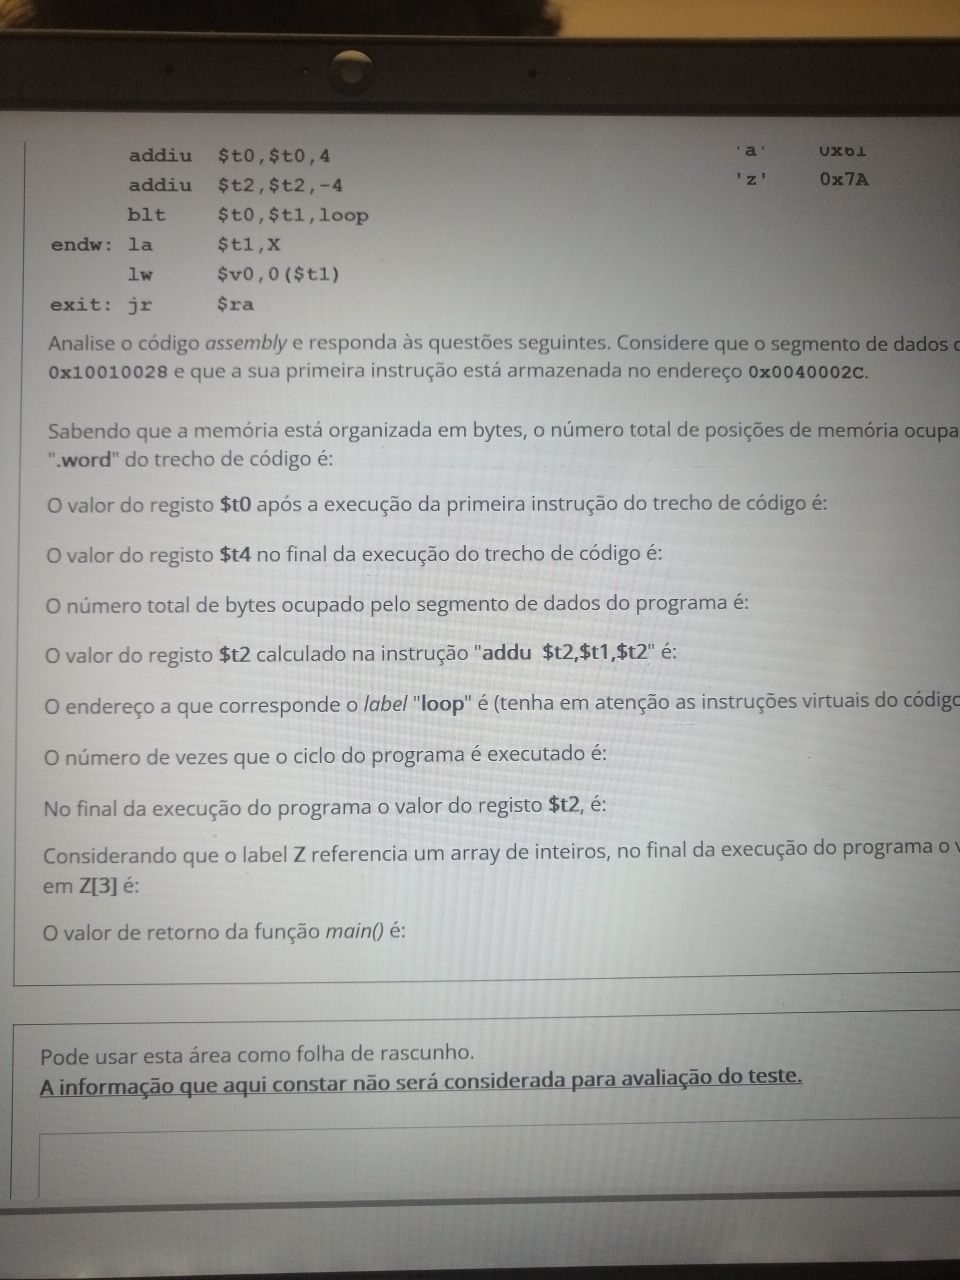 addiu $t0,$t0,4 'a' 0x61
addiu $t2,$t2,-4 'z' 0x7A
blt $t0,$t1,loop
endw: la $t1,X
lw $v0,0($t1)
exit: jr $ra
Analise o código assembly e responda às questões seguintes. Considere que o segmento de dados
0x10010028 e que a sua primeira instrução está armazenada no endereço 0x0040002C.
Sabendo que a memória está organizada em bytes, o número total de posições de memória ocupa
".word" do trecho de código é:
O valor do registo $t0 após a execução da primeira instrução do trecho de código é:
O valor do registo $t4 no final da execução do trecho de código é:
O número total de bytes ocupado pelo segmento de dados do programa é:
O valor do registo $t2 calculado na instrução "addu $t2,$t1,$t2" é:
O endereço a que corresponde o label "loop" é (tenha em atenção as instruções virtuais do código
O número de vezes que o ciclo do programa é executado é:
No final da execução do programa o valor do registo $t2, é:
Considerando que o label Z referencia um array de inteiros, no final da execução do programa o
em Z[3] é:
O valor de retorno da função main() é:
Pode usar esta área como folha de rascunho.
A informação que aqui constar não será considerada para avaliação do teste.